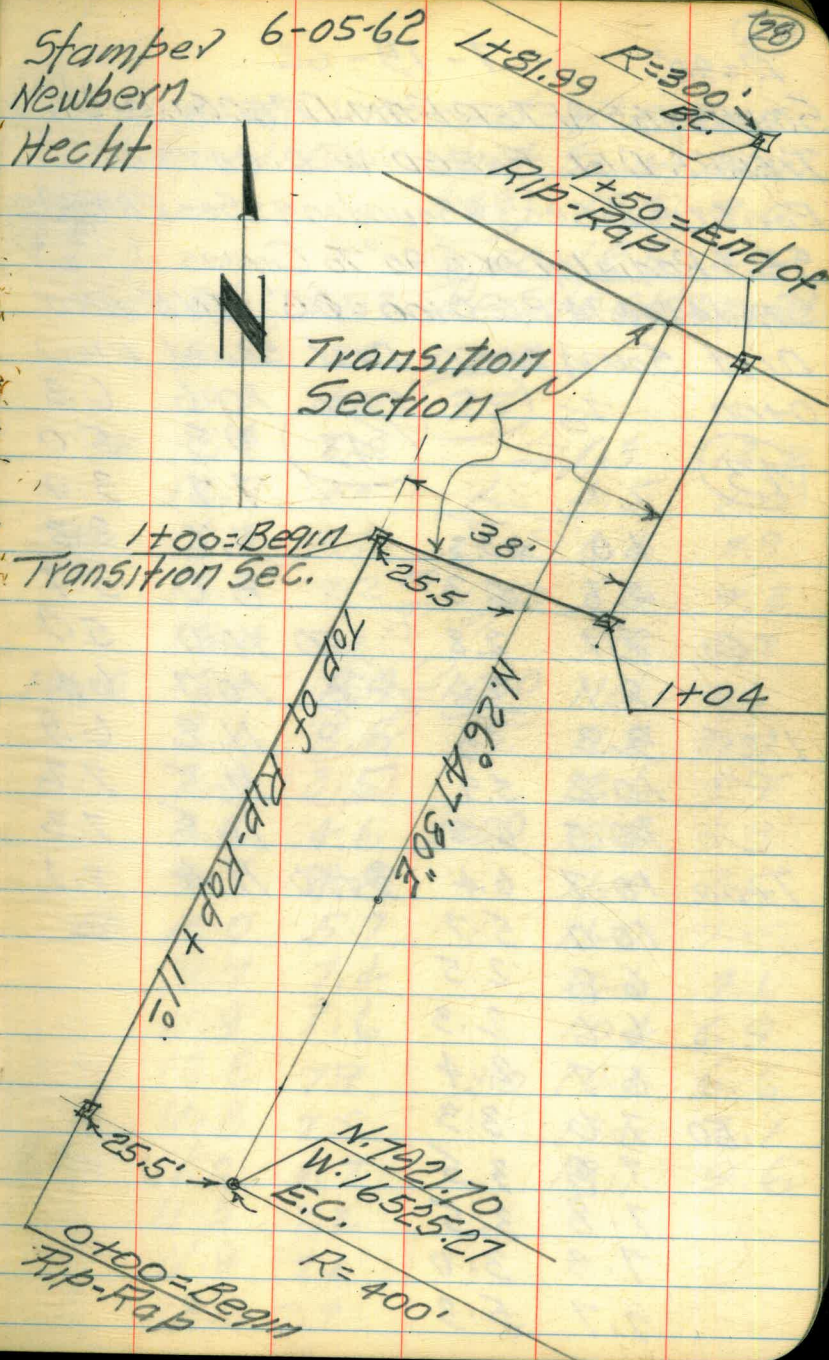 28
Stamper 6-05-62
Newbern
Hecht
1+81.99
R=300'
B.C.
1+50=End of
Rip-Rap
N
Transition
Section
1+00=Begin
Transition Sec.
38'
25.5
1+04
Top of Rip-Rap + 11.0
N.26°47'30"E
25.5'
N.7921.70
W.16525.27
E.C.
R=400'
0+00=Begin
Rip-Rap